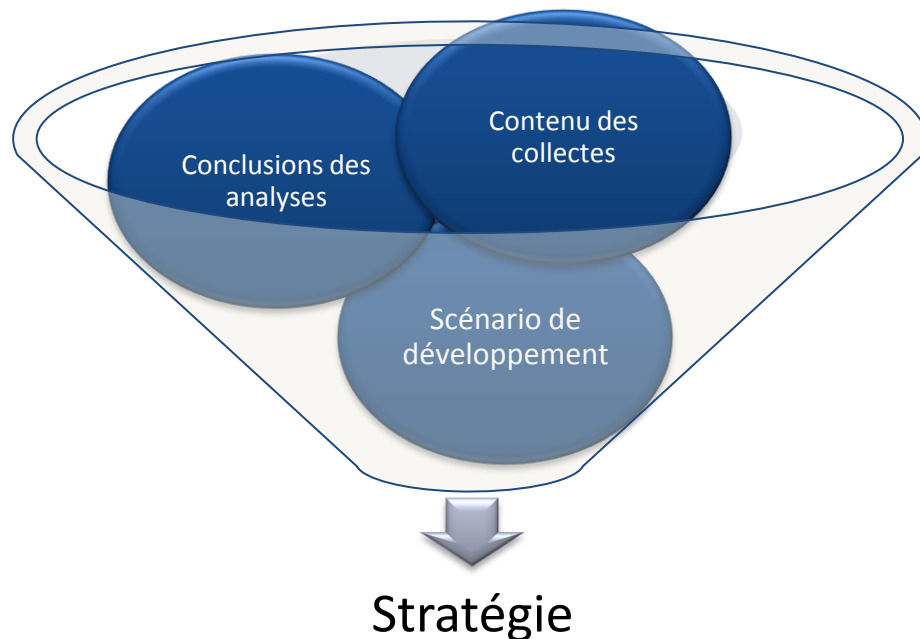 Contenu des
collectes
Conclusions des
analyses
Scénario de
développement
Stratégie